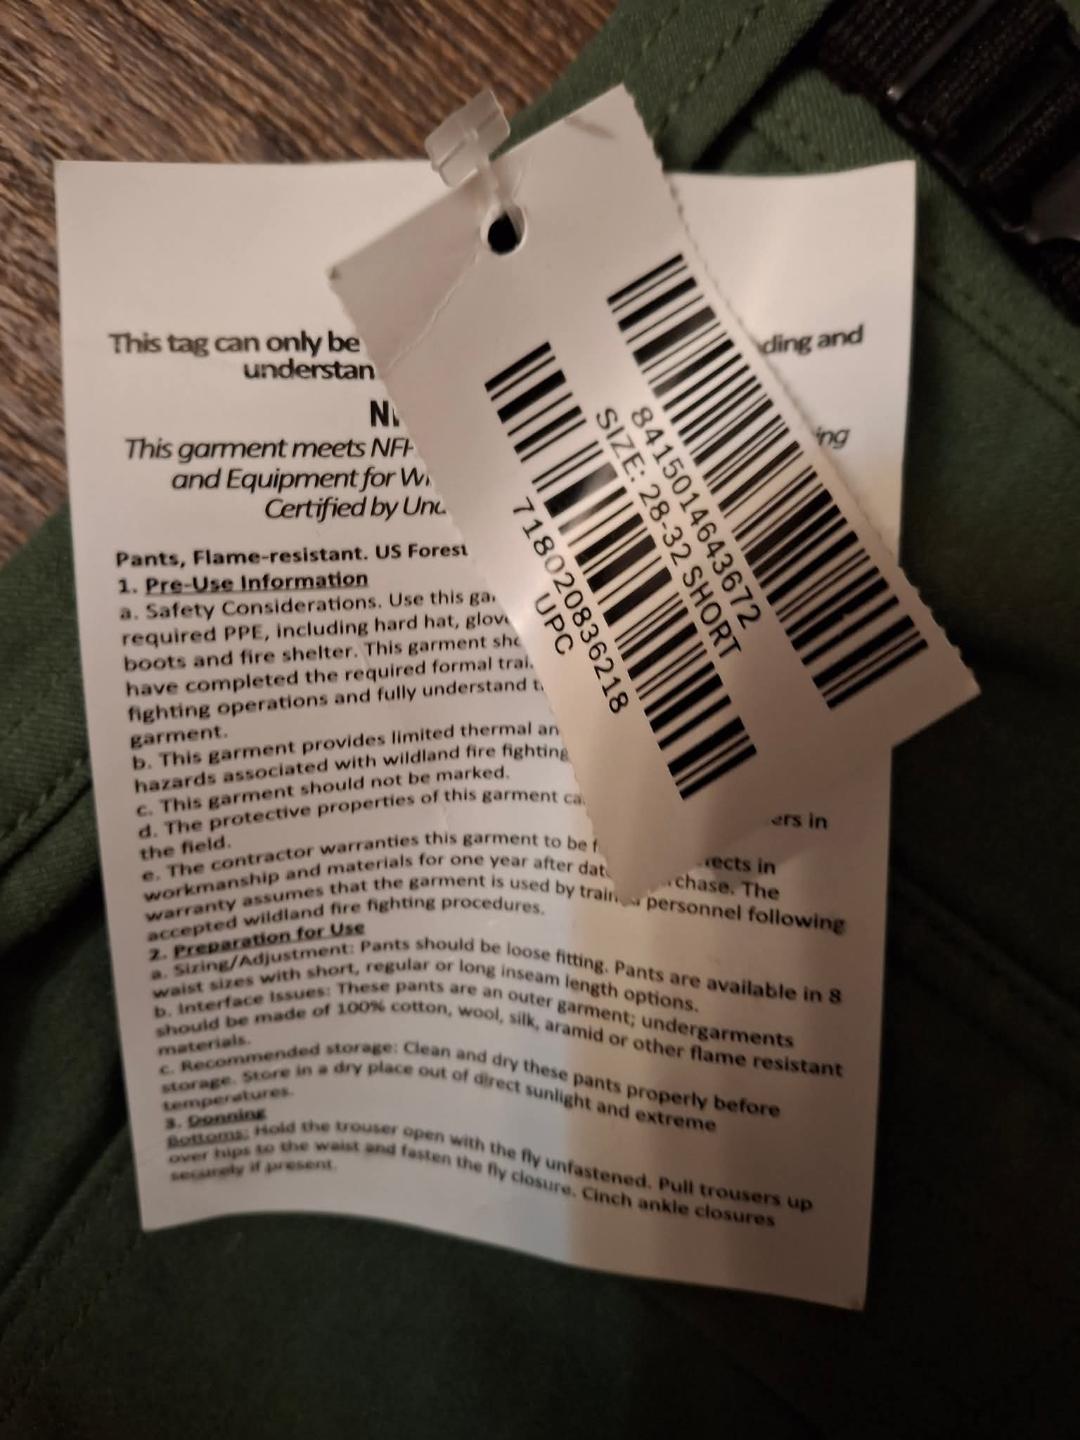 This tag can only be
ding and
understan
This garment meets NF
ing
and Equipment for Wi
Certified by Un
Pants, Flame-resistant. US Forest
1. Pre-Use Information
a. Safety Considerations. Use this ga
required PPE, including hard hat, glov
boots and fire shelter. This garment sho
have completed the required formal trai
fighting operations and fully understand t
garment.
b. This garment provides limited thermal an
hazards associated with wildland fire fighting
c. This garment should not be marked.
d. The protective properties of this garment ca
ers in
the field.
e. The contractor warranties this garment to be f
ects in
workmanship and materials for one year after dat
chase. The
warranty assumes that the garment is used by train personnel following
accepted wildland fire fighting procedures.
2. Preparation for Use
a. Sizing/Adjustment: Pants should be loose fitting. Pants are available in 8
waist sizes with short, regular or long inseam length options.
b. Interface Issues: These pants are an outer garment; undergarments
should be made of 100% cotton, wool, silk, aramid or other flame resistant
materials.
c. Recommended storage: Clean and dry these pants properly before
storage. Store in a dry place out of direct sunlight and extreme
temperatures.
3. Donning
Bottoms: Hold the trouser open with the fly unfastened. Pull trousers up
over hips to the waist and fasten the fly closure. Cinch ankle closures
securely if present.
8415014643672
SIZE: 28-32 SHORT
718020836218
UPC